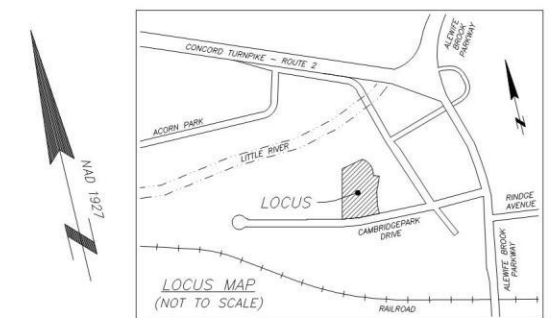 NAD 1927
CONCORD TURNPIKE - ROUTE 2
ALEWIFE
BROOK
PARKWAY
ACORN PARK
LITTLE RIVER
LOCUS
CAMBRIDGEPARK
DRIVE
RINDGE
AVENUE
ALEWIFE BROOK
PARKWAY
LOCUS MAP
(NOT TO SCALE)
RAILROAD